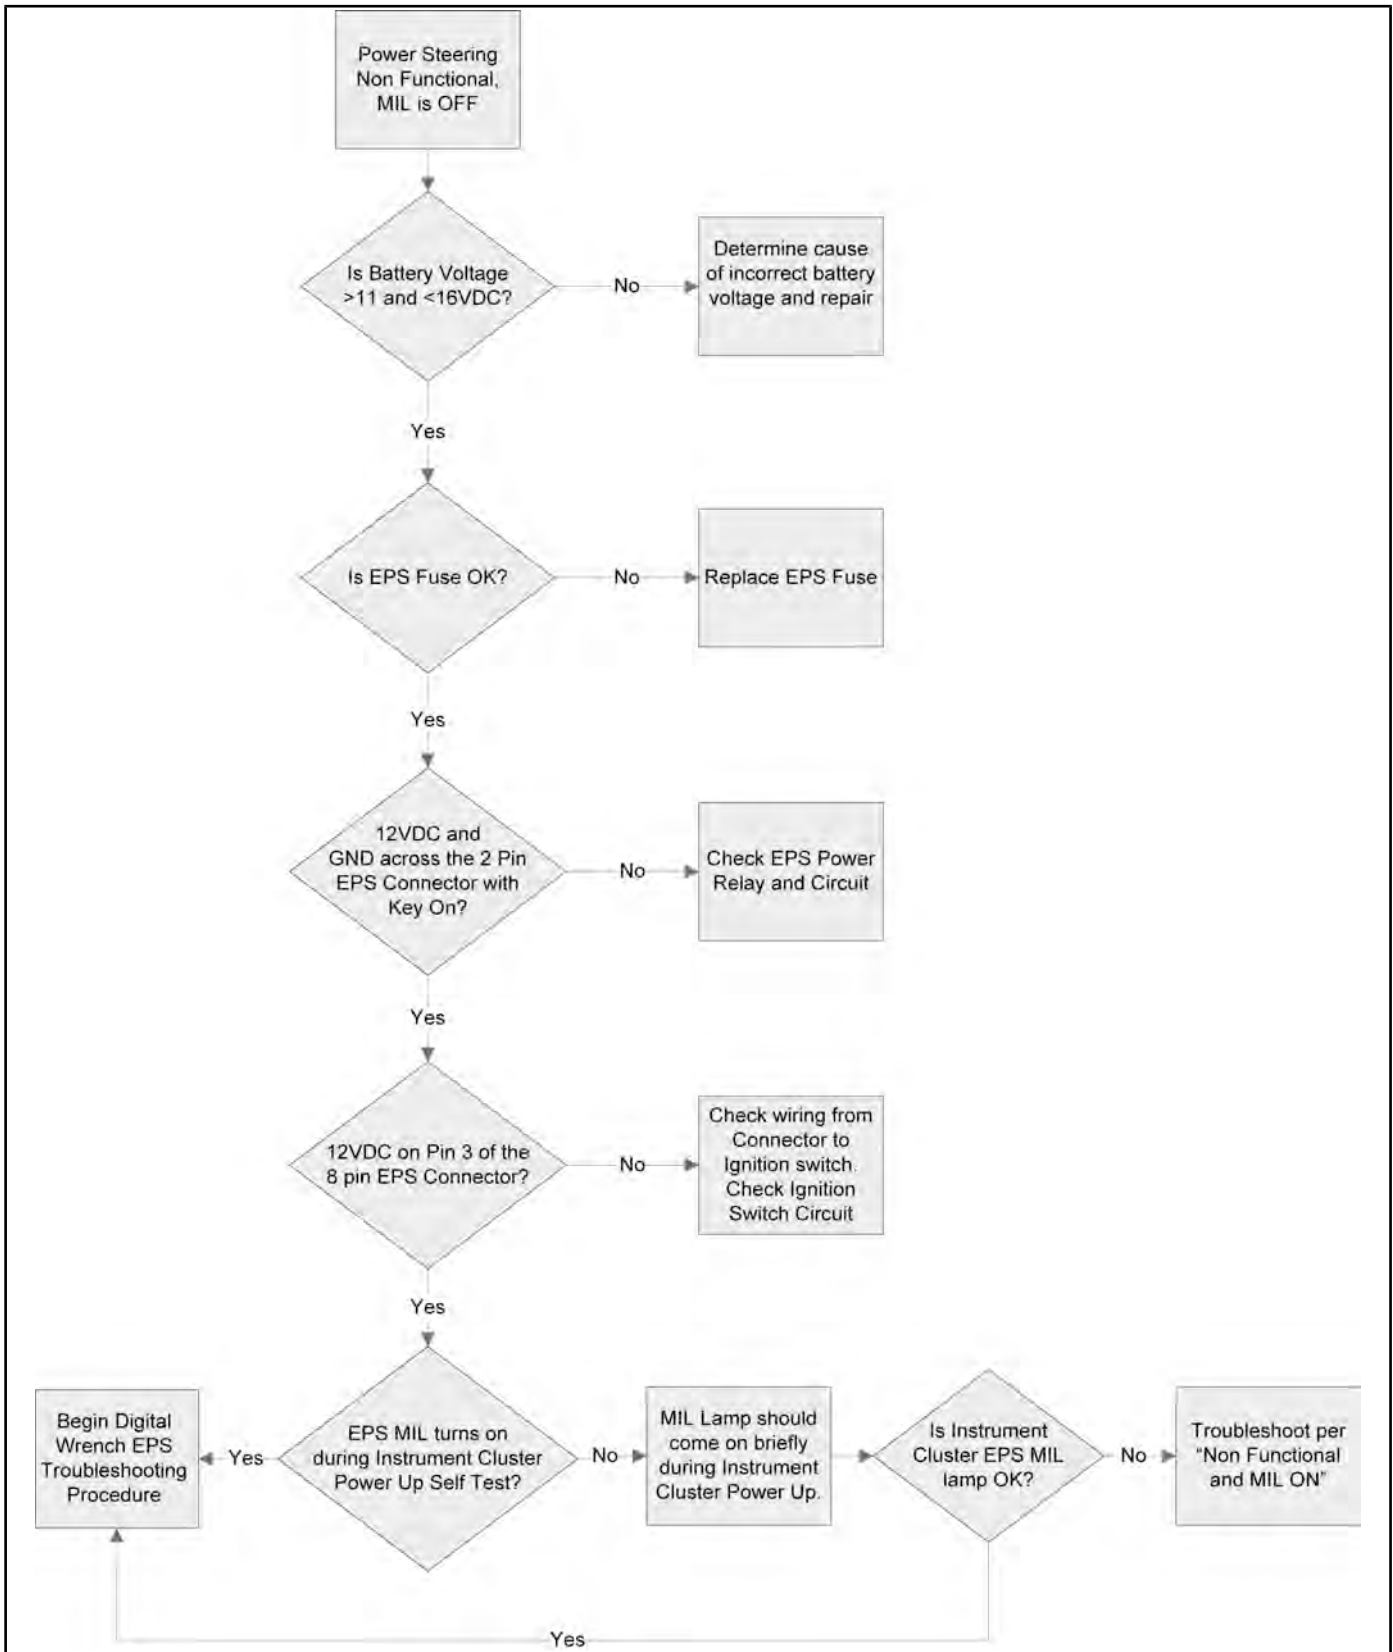 Power Steering
Non Functional,
MIL is OFF
Is Battery Voltage
>11 and <16VDC?
No
Determine cause
of incorrect battery
voltage and repair
Yes
Is EPS Fuse OK?
No
Replace EPS Fuse
Yes
12VDC and
GND across the 2 Pin
EPS Connector with
Key On?
No
Check EPS Power
Relay and Circuit
Yes
12VDC on Pin 3 of the
8 pin EPS Connector?
No
Check wiring from
Connector to
Ignition switch.
Check Ignition
Switch Circuit
Yes
Begin Digital
Wrench EPS
Troubleshooting
Procedure
Yes
EPS MIL turns on
during Instrument Cluster
Power Up Self Test?
No
MIL Lamp should
come on briefly
during Instrument
Cluster Power Up.
Is Instrument
Cluster EPS MIL
lamp OK?
No
Troubleshoot per
“Non Functional
and MIL ON”
Yes